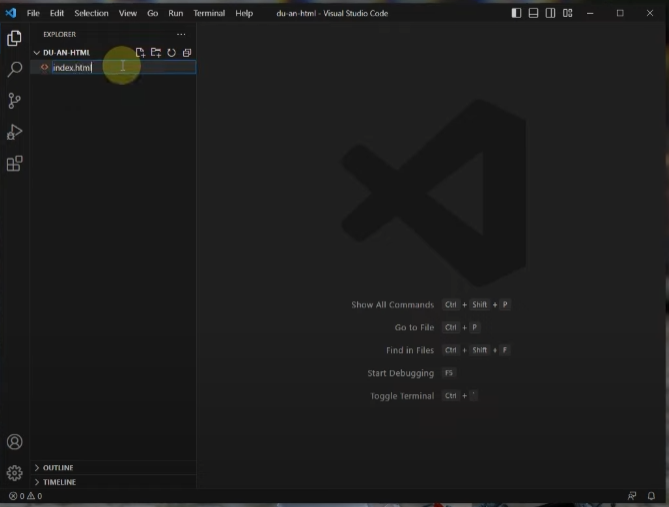 File Edit Selection View Go Run Terminal Help du-an-html - Visual Studio Code
EXPLORER ...
DU-AN-HTML
index.html
Show All Commands Ctrl + Shift + P
Go to File Ctrl + P
Find in Files Ctrl + Shift + F
Start Debugging F5
Toggle Terminal Ctrl + `
OUTLINE
TIMELINE
0 0